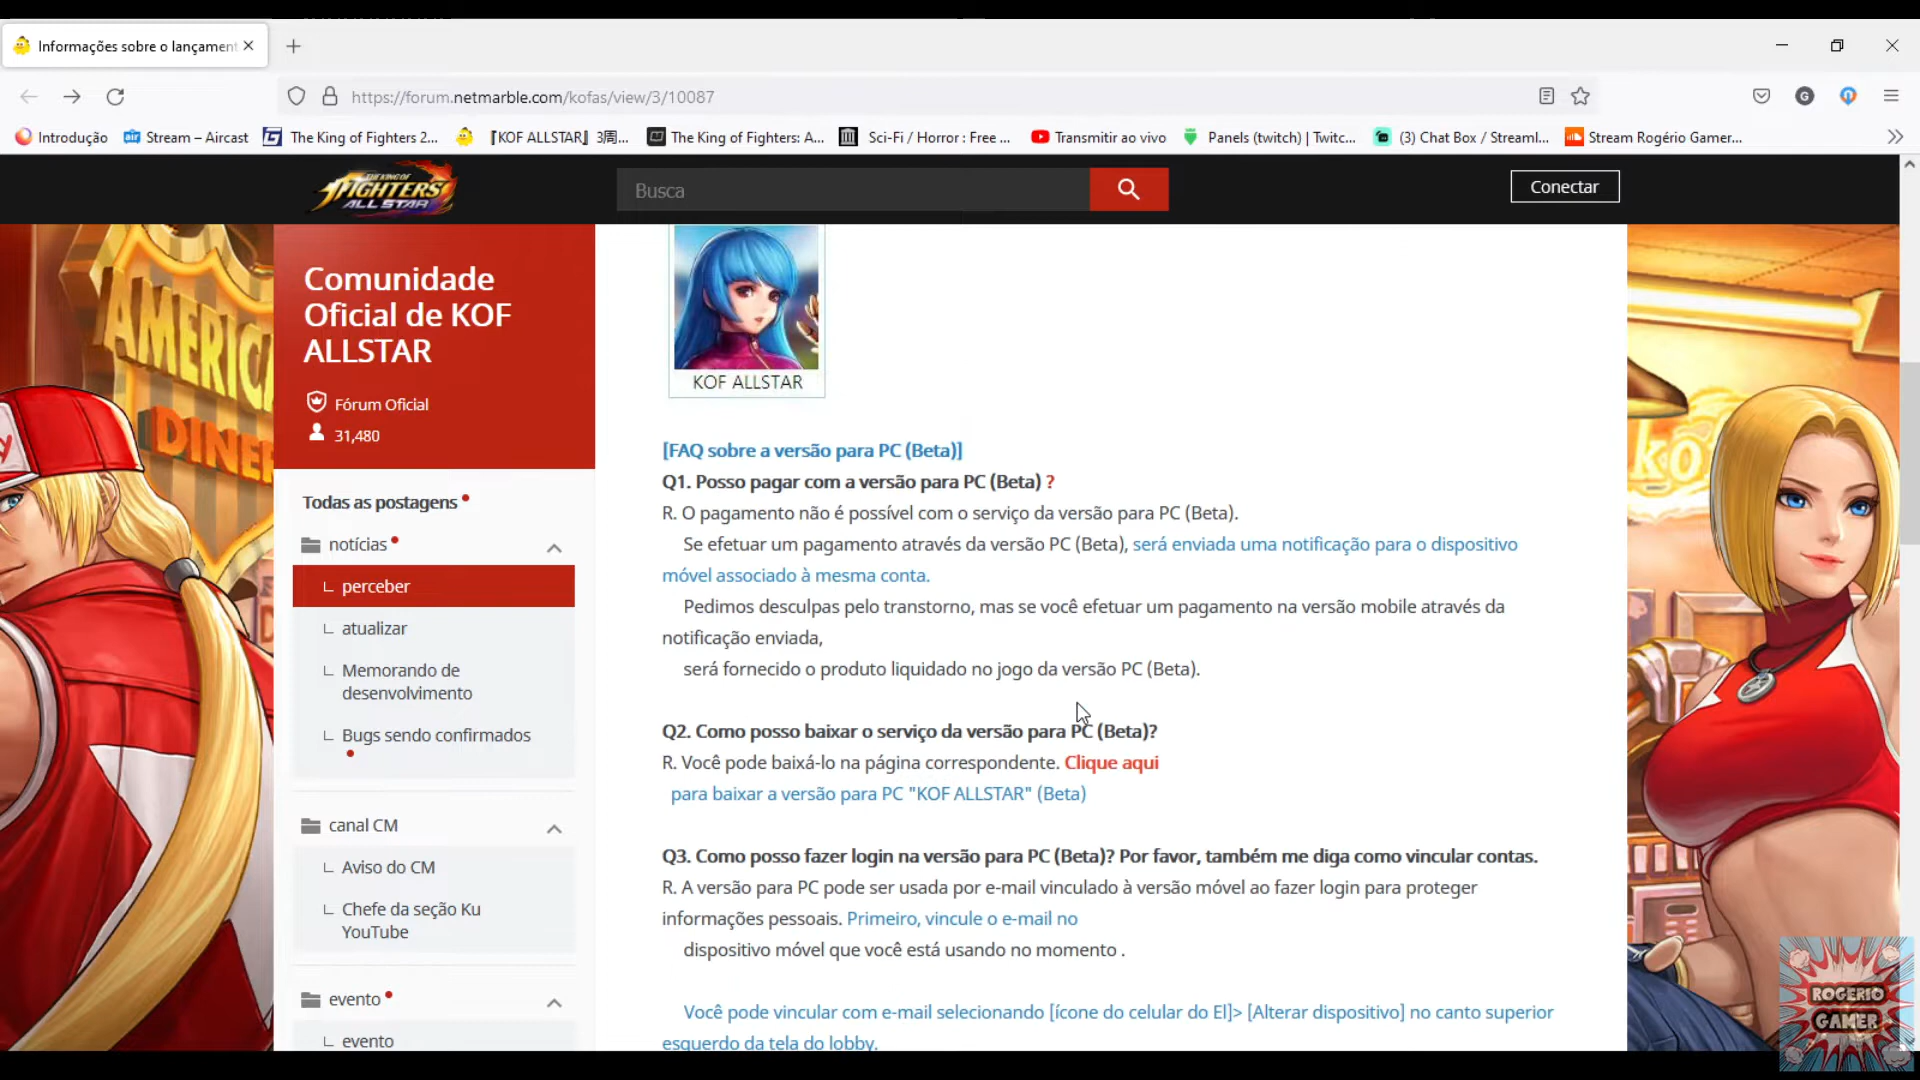 Informações sobre o lançament
https://forum.netmarble.com/kofas/view/3/10087
Introdução
Stream – Aircast
The King of Fighters 2...
『KOF ALLSTAR』 3周...
The King of Fighters: A...
Sci-Fi / Horror : Free ...
Transmitir ao vivo
Panels (twitch) | Twitc...
(3) Chat Box / Streaml...
Stream Rogério Gamer...
THE KING OF
FIGHTERS
ALL STAR
Busca
Conectar
AMERICA
DINER
Comunidade
Oficial de KOF
ALLSTAR
Fórum Oficial
31,480
Todas as postagens
notícias
perceber
atualizar
Memorando de
desenvolvimento
Bugs sendo confirmados
canal CM
Aviso do CM
Chefe da seção Ku
YouTube
evento
evento
KOF ALLSTAR
[FAQ sobre a versão para PC (Beta)]
Q1. Posso pagar com a versão para PC (Beta) ?
R. O pagamento não é possível com o serviço da versão para PC (Beta).
Se efetuar um pagamento através da versão PC (Beta), será enviada uma notificação para o dispositivo
móvel associado à mesma conta.
Pedimos desculpas pelo transtorno, mas se você efetuar um pagamento na versão mobile através da
notificação enviada,
será fornecido o produto liquidado no jogo da versão PC (Beta).
Q2. Como posso baixar o serviço da versão para PC (Beta)?
R. Você pode baixá-lo na página correspondente. Clique aqui
para baixar a versão para PC "KOF ALLSTAR" (Beta)
Q3. Como posso fazer login na versão para PC (Beta)? Por favor, também me diga como vincular contas.
R. A versão para PC pode ser usada por e-mail vinculado à versão móvel ao fazer login para proteger
informações pessoais. Primeiro, vincule o e-mail no
dispositivo móvel que você está usando no momento .
Você pode vincular com e-mail selecionando [ícone do celular do El]> [Alterar dispositivo] no canto superior
esquerdo da tela do lobby.
ROGERIO
GAMER